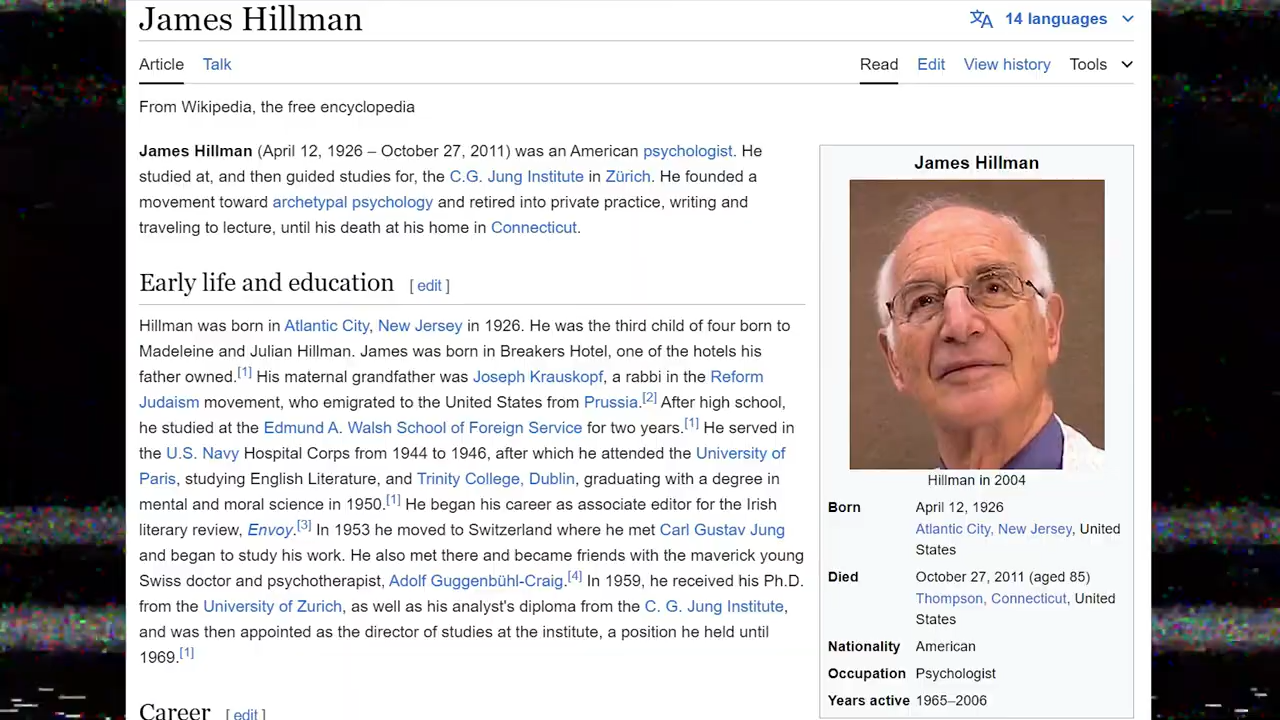 James Hillman
14 languages
Article Talk
Read Edit View history Tools
From Wikipedia, the free encyclopedia
James Hillman (April 12, 1926 – October 27, 2011) was an American psychologist. He
studied at, and then guided studies for, the C.G. Jung Institute in Zürich. He founded a
movement toward archetypal psychology and retired into private practice, writing and
traveling to lecture, until his death at his home in Connecticut.
Early life and education [ edit ]
Hillman was born in Atlantic City, New Jersey in 1926. He was the third child of four born to
Madeleine and Julian Hillman. James was born in Breakers Hotel, one of the hotels his
father owned.[1] His maternal grandfather was Joseph Krauskopf, a rabbi in the Reform
Judaism movement, who emigrated to the United States from Prussia.[2] After high school,
he studied at the Edmund A. Walsh School of Foreign Service for two years.[1] He served in
the U.S. Navy Hospital Corps from 1944 to 1946, after which he attended the University of
Paris, studying English Literature, and Trinity College, Dublin, graduating with a degree in
mental and moral science in 1950.[1] He began his career as associate editor for the Irish
literary review, Envoy.[3] In 1953 he moved to Switzerland where he met Carl Gustav Jung
and began to study his work. He also met there and became friends with the maverick young
Swiss doctor and psychotherapist, Adolf Guggenbühl-Craig.[4] In 1959, he received his Ph.D.
from the University of Zurich, as well as his analyst's diploma from the C. G. Jung Institute,
and was then appointed as the director of studies at the institute, a position he held until
1969.[1]
Career [ edit ]
James Hillman
Hillman in 2004
Born April 12, 1926
Atlantic City, New Jersey, United
States
Died October 27, 2011 (aged 85)
Thompson, Connecticut, United
States
Nationality American
Occupation Psychologist
Years active 1965–2006